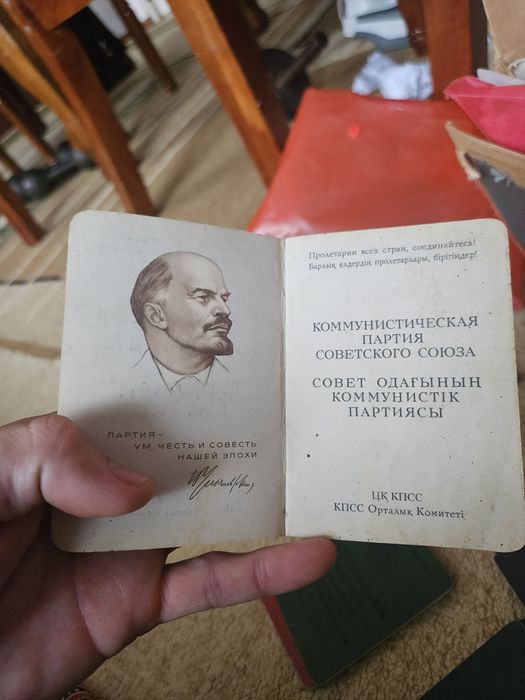 ПАРТИЯ –
УМ, ЧЕСТЬ И СОВЕСТЬ
НАШЕЙ ЭПОХИ
Пролетарии всех стран, соединяйтесь!
Барлық елдердің пролетарлары, бірігіңдер!
КОММУНИСТИЧЕСКАЯ
ПАРТИЯ
СОВЕТСКОГО СОЮЗА
СОВЕТ ОДАҒЫНЫҢ
КОММУНИСТІК
ПАРТИЯСЫ
ЦК КПСС
КПСС Орталық Комитеті